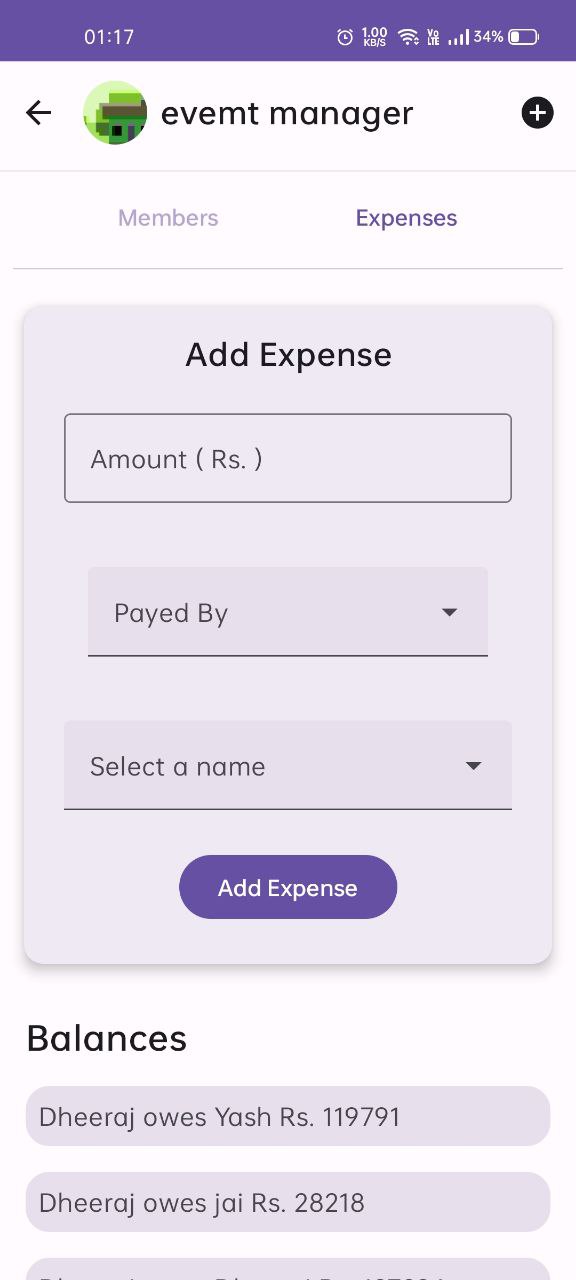 01:17 1.00 KB/S Vo LTE 34%
evemt manager
Members Expenses
Add Expense
Amount ( Rs. )
Payed By
Select a name
Add Expense
Balances
Dheeraj owes Yash Rs. 119791
Dheeraj owes jai Rs. 28218